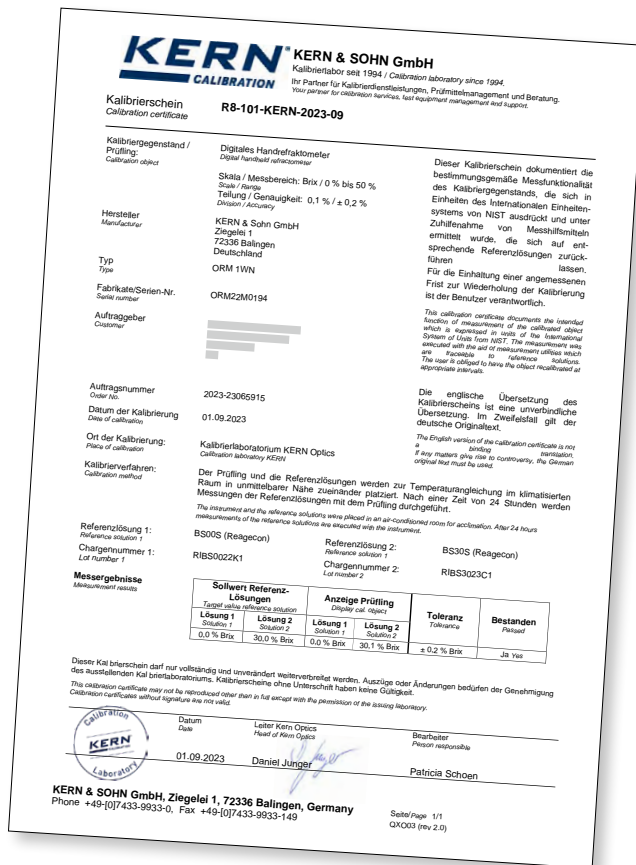 KERN
CALIBRATION
KERN & SOHN GmbH
Kalibrierlabor seit 1994 / Calibration laboratory since 1994.
Ihr Partner für Kalibrierdienstleistungen, Prüfmittelmanagement und Beratung.
Your partner for calibration services, test equipment management and support.
Kalibrierschein
Calibration certificate
R8-101-KERN-2023-09
Kalibriergegenstand /
Prüfling:
Calibration object
Digitales Handrefraktometer
Digital handheld refractometer
Skala / Messbereich: Brix / 0 % bis 50 %
Scale / Range
Teilung / Genauigkeit: 0,1 % / ± 0,2 %
Division / Accuracy
Hersteller
Manufacturer
KERN & Sohn GmbH
Ziegelei 1
72336 Balingen
Deutschland
Typ
Type
ORM 1WN
Fabrikate/Serien-Nr.
Serial number
ORM22M0194
Auftraggeber
Customer
Dieser Kalibrierschein dokumentiert die
bestimmungsgemäße Messfunktionalität
des Kalibriergegenstands, die sich in
Einheiten des Internationalen Einheiten-
systems von NIST ausdrückt und unter
Zuhilfenahme von Messhilfsmitteln
ermittelt wurde, die sich auf ent-
sprechende Referenzlösungen zurück-
führen lassen.
Für die Einhaltung einer angemessenen
Frist zur Wiederholung der Kalibrierung
ist der Benutzer verantwortlich.
This calibration certificate documents the intended
function of measurement of the calibrated object
which is expressed in units of the International
System of Units from NIST. The measurement was
executed with the aid of measurement utilities which
are traceable to reference solutions.
The user is obliged to have the object recalibrated at
appropriate intervals.
Auftragsnummer
Order No.
2023-23065915
Datum der Kalibrierung
Date of calibration
01.09.2023
Ort der Kalibrierung:
Place of calibration
Kalibrierlaboratorium KERN Optics
Calibration laboratory KERN
Die englische Übersetzung des
Kalibrierscheins ist eine unverbindliche
Übersetzung. Im Zweifelsfall gilt der
deutsche Originaltext.
The English version of the calibration certificate is not
a binding translation.
If any matters give rise to controversy, the German
original text must be used.
Kalibrierverfahren:
Calibration method
Der Prüfling und die Referenzlösungen werden zur Temperaturangleichung im klimatisierten
Raum in unmittelbarer Nähe zueinander platziert. Nach einer Zeit von 24 Stunden werden
Messungen der Referenzlösungen mit dem Prüfling durchgeführt.
The instrument and the reference solutions were placed in an air-conditioned room for acclimation. After 24 hours
measurements of the reference solutions are executed with the instrument.
Referenzlösung 1:
Reference solution 1
BS00S (Reagecon)
Referenzlösung 2:
Reference solution 1
BS30S (Reagecon)
Chargennummer 1:
Lot number 1
RIBS0022K1
Chargennummer 2:
Lot number 2
RIBS3023C1
Messergebnisse
Measurement results
Sollwert Referenz-
Lösungen
Target value reference solution
Anzeige Prüfling
Display cal. object
Toleranz
Tolerance
Bestanden
Passed
Lösung 1
Solution 1
Lösung 2
Solution 2
Lösung 1
Solution 1
Lösung 2
Solution 2
0,0 % Brix 30,0 % Brix 0,0 % Brix 30,1 % Brix ± 0,2 % Brix Ja Yes
Dieser Kal brierschein darf nur vollständig und unverändert weiterverbreitet werden. Auszüge oder Änderungen bedürfen der Genehmigung
des ausstellenden Kal brierlaboratoriums. Kalibrierscheine ohne Unterschrift haben keine Gültigkeit.
This calibration certificate may not be reproduced other than in full except with the permission of the issuing laboratory.
Calibration certificates without signature are not valid.
Calibration
KERN
Laboratory
Datum
Date
01.09.2023
Leiter Kern Optics
Head of Kern Optics
Daniel Junger
Bearbeiter
Person responsible
Patricia Schoen
KERN & SOHN GmbH, Ziegelei 1, 72336 Balingen, Germany
Phone +49-[0]7433-9933-0, Fax +49-[0]7433-9933-149
Seite/Page 1/1
QXO03 (rev 2.0)